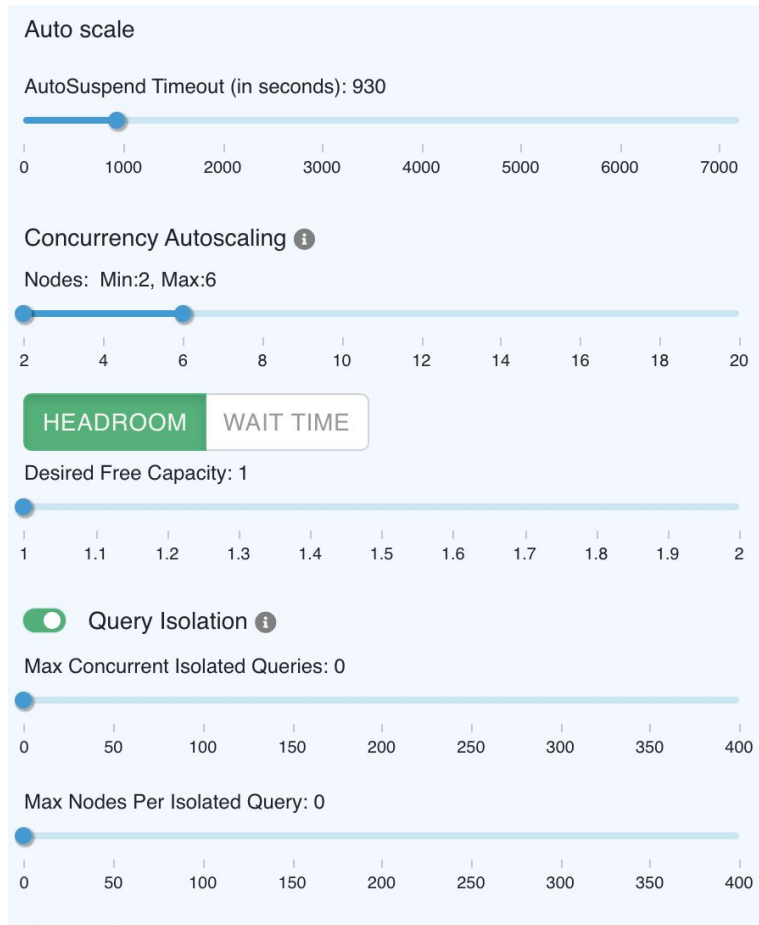 Auto scale
AutoSuspend Timeout (in seconds): 930
0 1000 2000 3000 4000 5000 6000 7000
Concurrency Autoscaling
Nodes: Min:2, Max:6
2 4 6 8 10 12 14 16 18 20
HEADROOM WAIT TIME
Desired Free Capacity: 1
1 1.1 1.2 1.3 1.4 1.5 1.6 1.7 1.8 1.9 2
Query Isolation
Max Concurrent Isolated Queries: 0
0 50 100 150 200 250 300 350 400
Max Nodes Per Isolated Query: 0
0 50 100 150 200 250 300 350 400